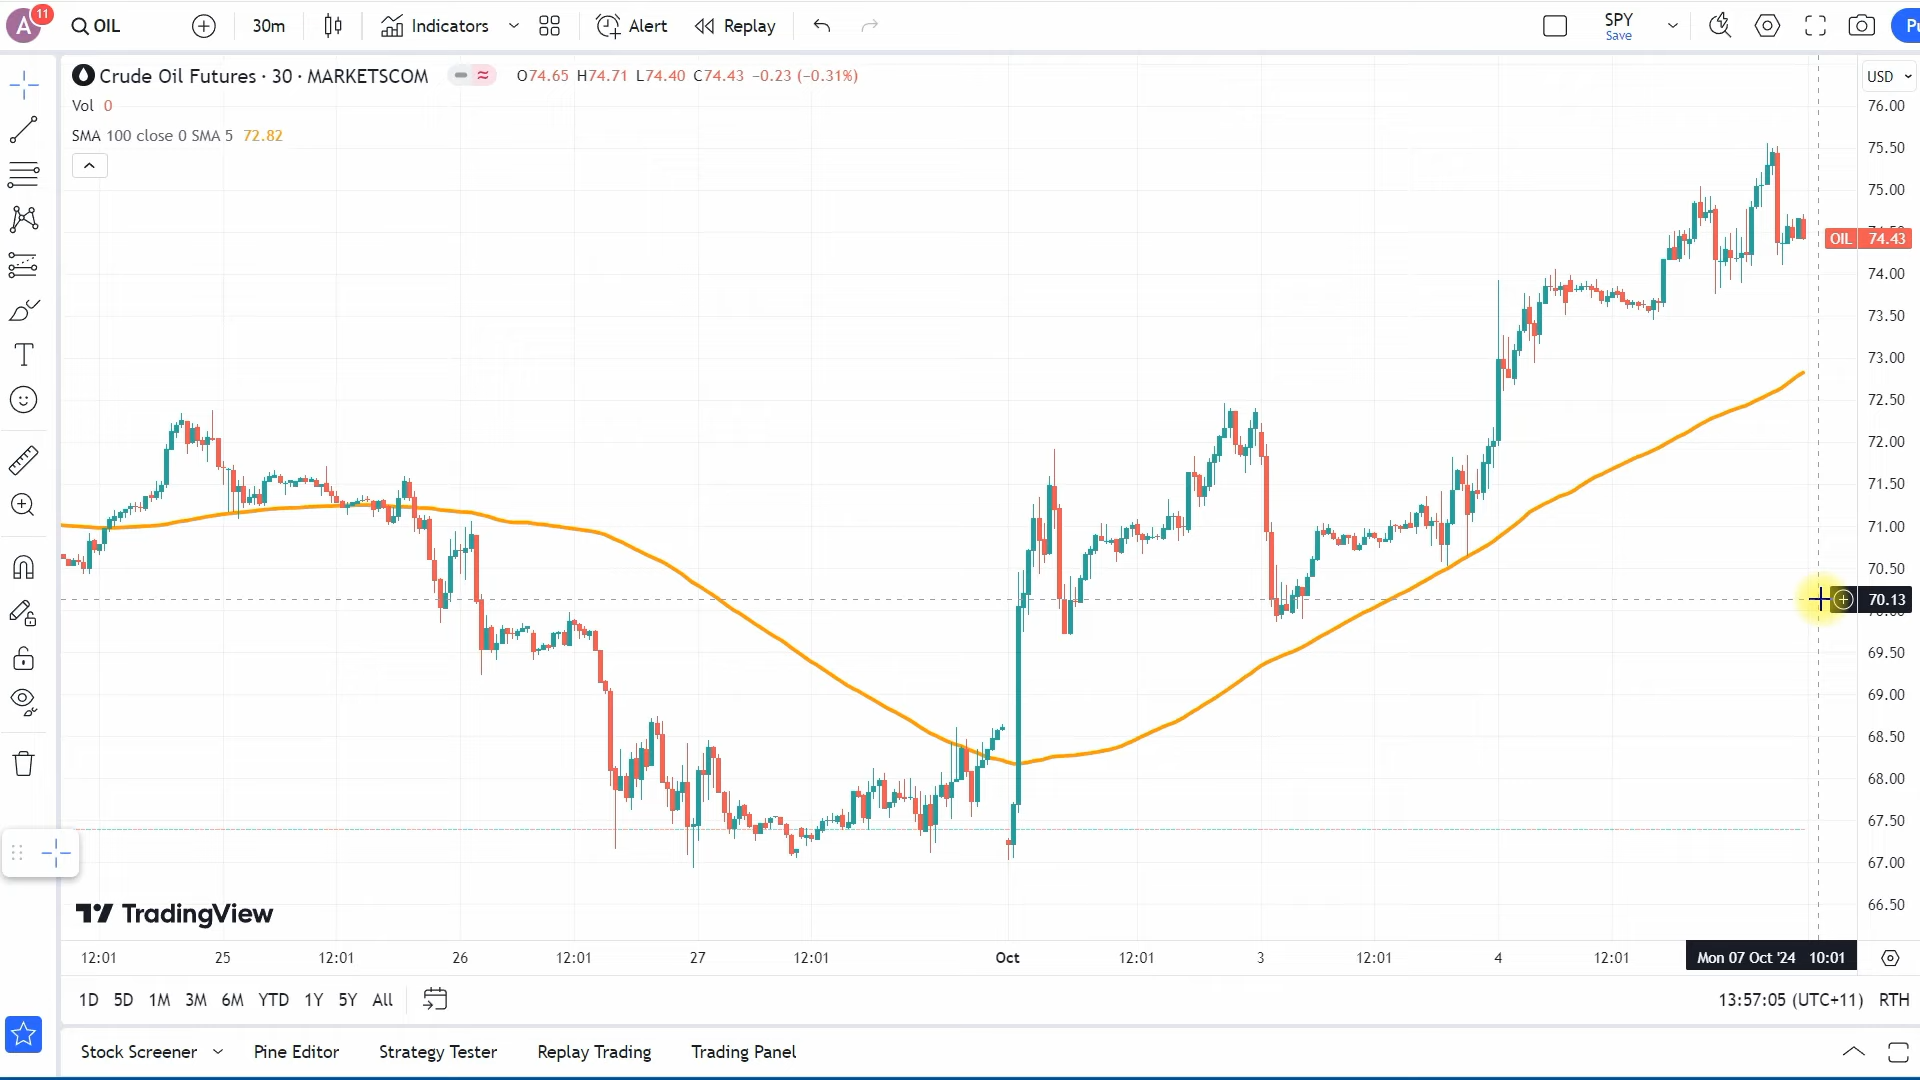 A
11
OIL
30m
Indicators
Alert
Replay
SPY
Save
Crude Oil Futures · 30 · MARKETSCOM
O74.65 H74.71 L74.40 C74.43 −0.23 (−0.31%)
Vol 0
SMA 100 close 0 SMA 5 72.82
USD
76.00
75.50
75.00
OIL 74.43
74.00
73.50
73.00
72.50
72.00
71.50
71.00
70.50
70.13
69.50
69.00
68.50
68.00
67.50
67.00
66.50
TradingView
12:01 25 12:01 26 12:01 27 12:01 Oct 12:01 3 12:01 4 12:01 Mon 07 Oct '24 10:01
1D 5D 1M 3M 6M YTD 1Y 5Y All
13:57:05 (UTC+11) RTH
Stock Screener Pine Editor Strategy Tester Replay Trading Trading Panel